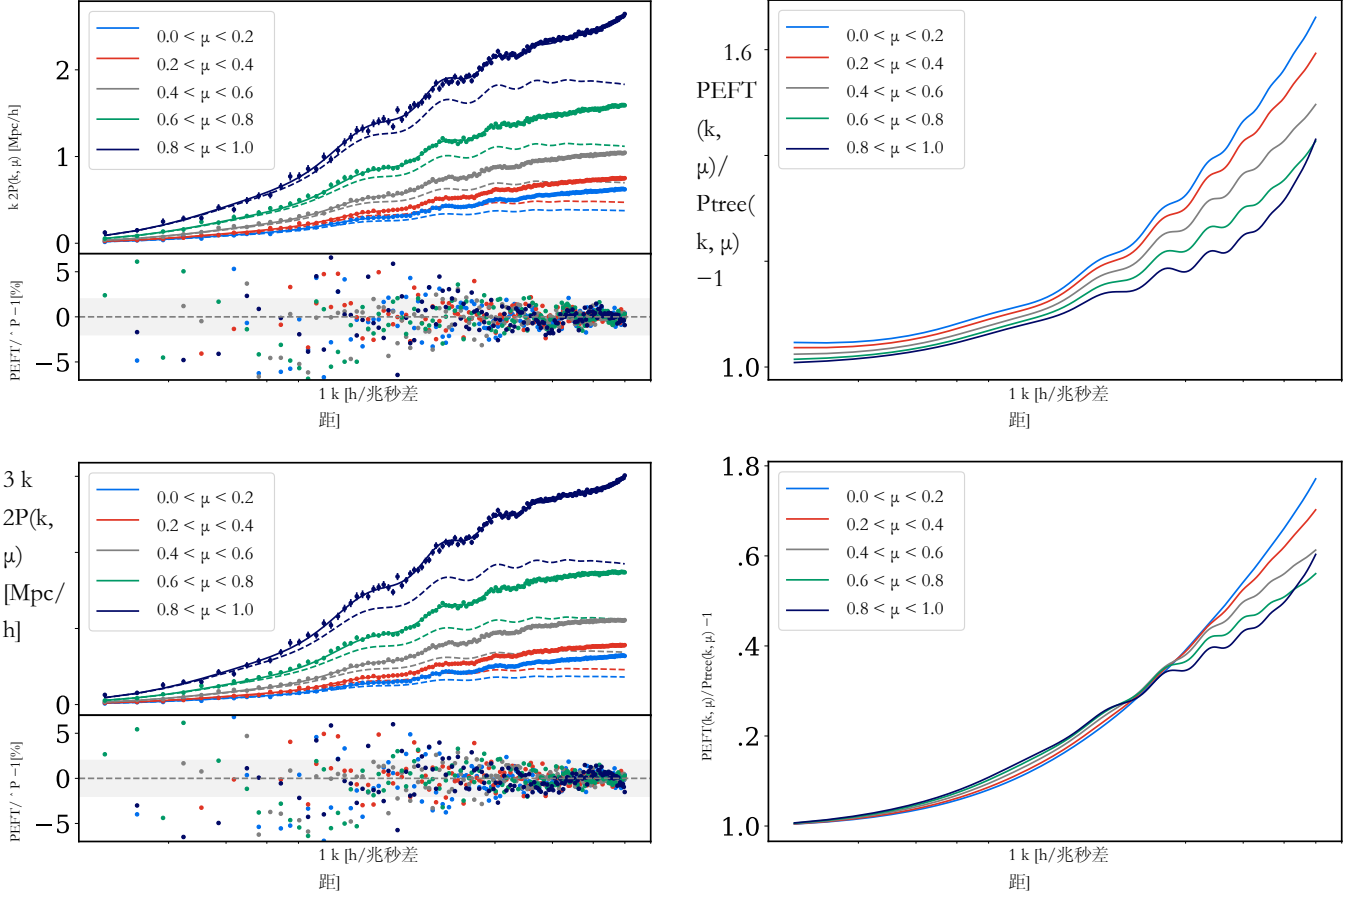 2
1
0
k 2P(k, μ) [Mpc/h]
0.0 < μ < 0.2
0.2 < μ < 0.4
0.4 < μ < 0.6
0.6 < μ < 0.8
0.8 < μ < 1.0
5
0
−5
PEFT/ˆ P −1[%]
1 k [h/兆秒差
距]
1.6
PEFT
(k,
μ)/
Ptree(
k, μ)
−1
1.0
0.0 < μ < 0.2
0.2 < μ < 0.4
0.4 < μ < 0.6
0.6 < μ < 0.8
0.8 < μ < 1.0
1 k [h/兆秒差
距]
3 k
2P(k,
μ)
[Mpc/
h]
0
0.0 < μ < 0.2
0.2 < μ < 0.4
0.4 < μ < 0.6
0.6 < μ < 0.8
0.8 < μ < 1.0
5
0
−5
PEFT/ˆ P −1[%]
1 k [h/兆秒差
距]
1.8
.6
.4
.2
1.0
PEFT(k, μ)/Ptree(k, μ) −1
0.0 < μ < 0.2
0.2 < μ < 0.4
0.4 < μ < 0.6
0.6 < μ < 0.8
0.8 < μ < 1.0
1 k [h/兆秒差
距]